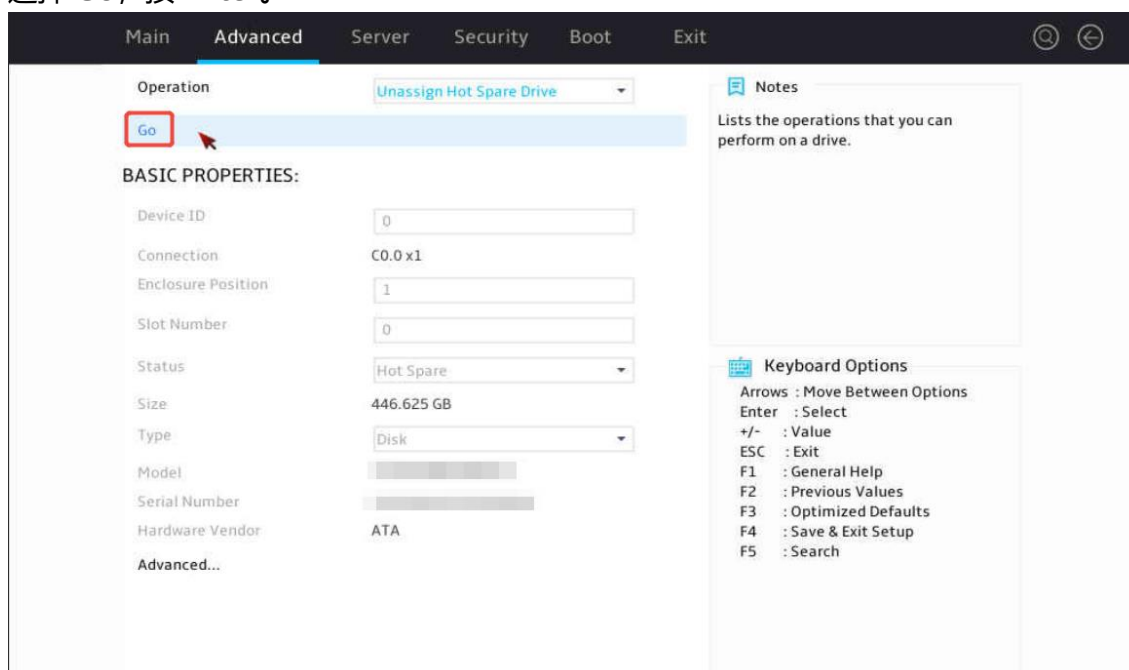 Main Advanced Server Security Boot Exit
Operation Unassign Hot Spare Drive
Go
BASIC PROPERTIES:
Device ID 0
Connection C0.0 x1
Enclosure Position 1
Slot Number 0
Status Hot Spare
Size 446.625 GB
Type Disk
Model
Serial Number
Hardware Vendor ATA
Advanced...
Notes
Lists the operations that you can
perform on a drive.
Keyboard Options
Arrows : Move Between Options
Enter : Select
+/- : Value
ESC : Exit
F1 : General Help
F2 : Previous Values
F3 : Optimized Defaults
F4 : Save & Exit Setup
F5 : Search